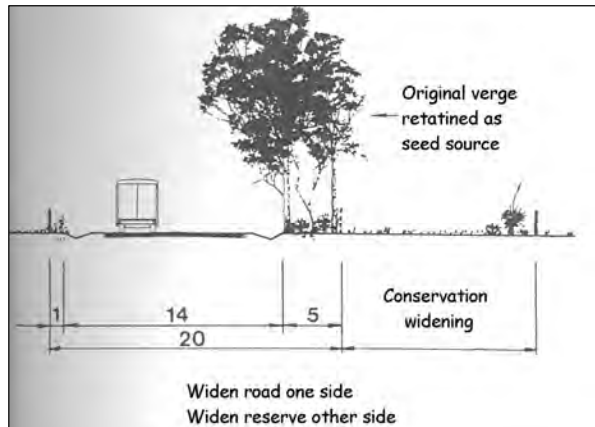 Original verge
retatined as
seed source
1
14
5
20
Conservation
widening
Widen road one side
Widen reserve other side